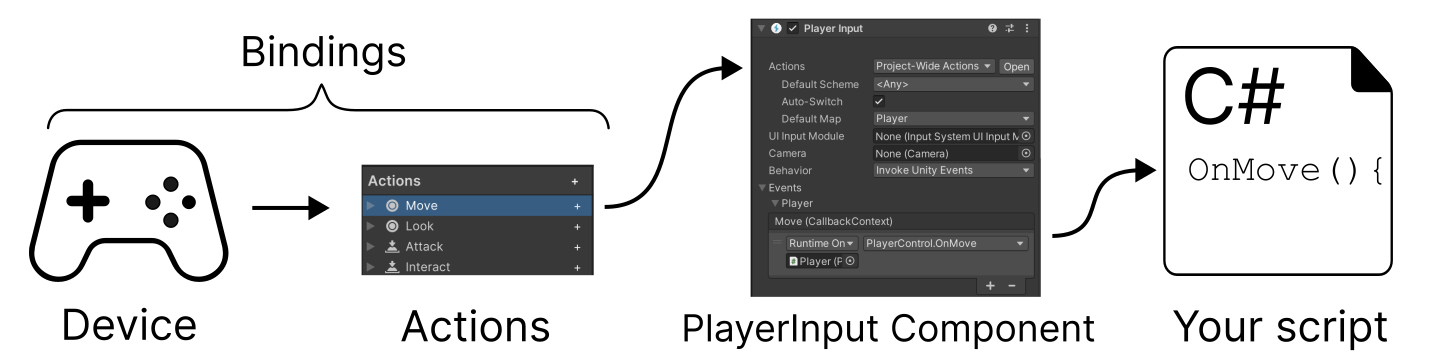 Bindings
Device
Actions +
Move +
Look +
Attack +
Interact +
Actions
Player Input
Actions Project-Wide Actions Open
Default Scheme <Any>
Auto-Switch
Default Map Player
UI Input Module None (Input System UI Input M
Camera None (Camera)
Behavior Invoke Unity Events
Events
Player
Move (CallbackContext)
Runtime On PlayerControl.OnMove
Player (P
+ −
PlayerInput Component
C#
OnMove(){
Your script